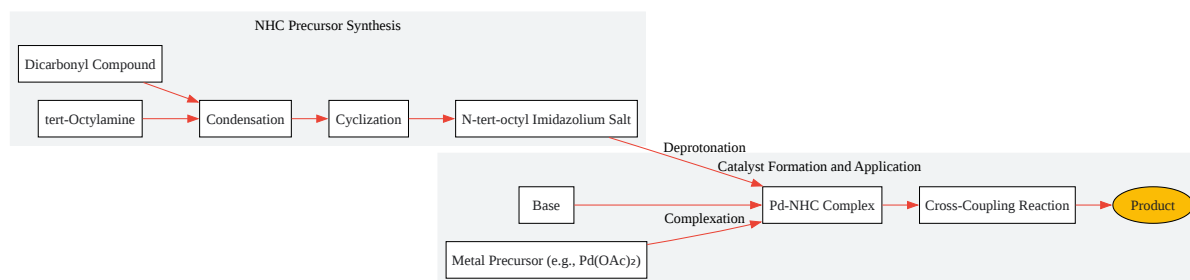 NHC Precursor Synthesis
Dicarbonyl Compound
tert-Octylamine
Condensation
Cyclization
N-tert-octyl Imidazolium Salt
Deprotonation
Catalyst Formation and Application
Base
Pd-NHC Complex
Cross-Coupling Reaction
Product
Complexation
Metal Precursor (e.g., Pd(OAc)₂)